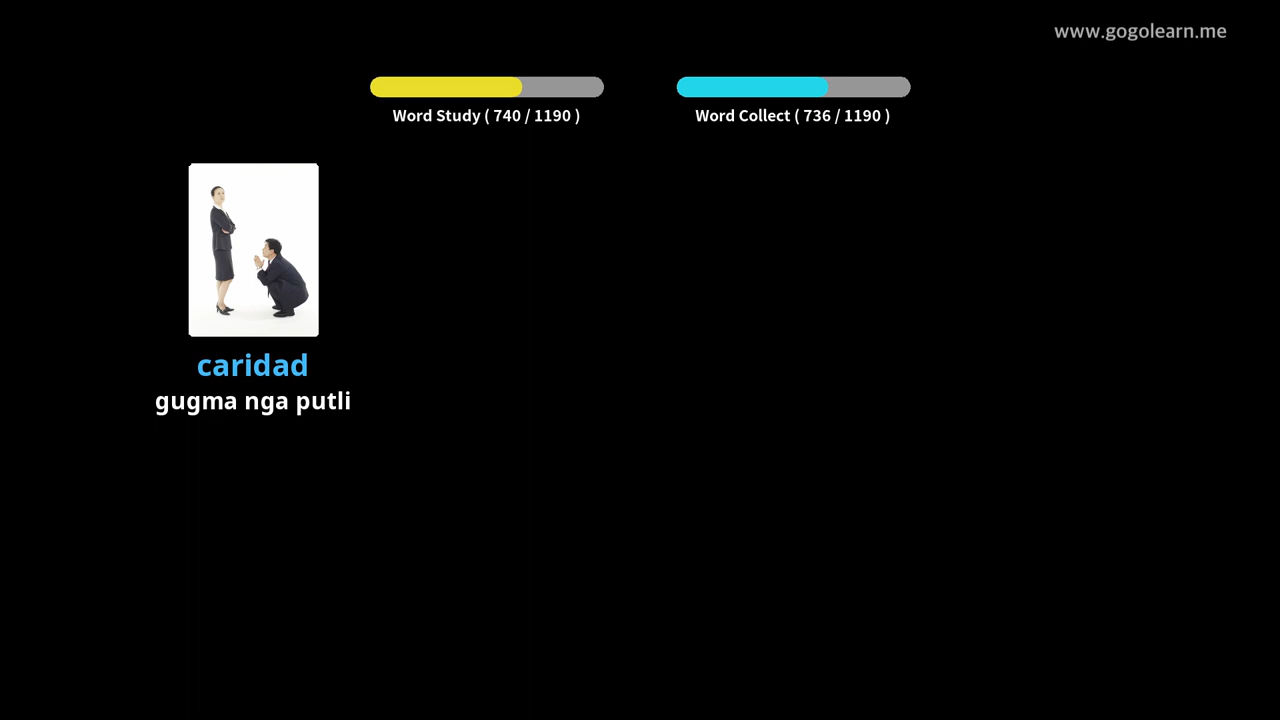 www.gogolearn.me
Word Study ( 740 / 1190 )
Word Collect ( 736 / 1190 )
caridad
gugma nga putli